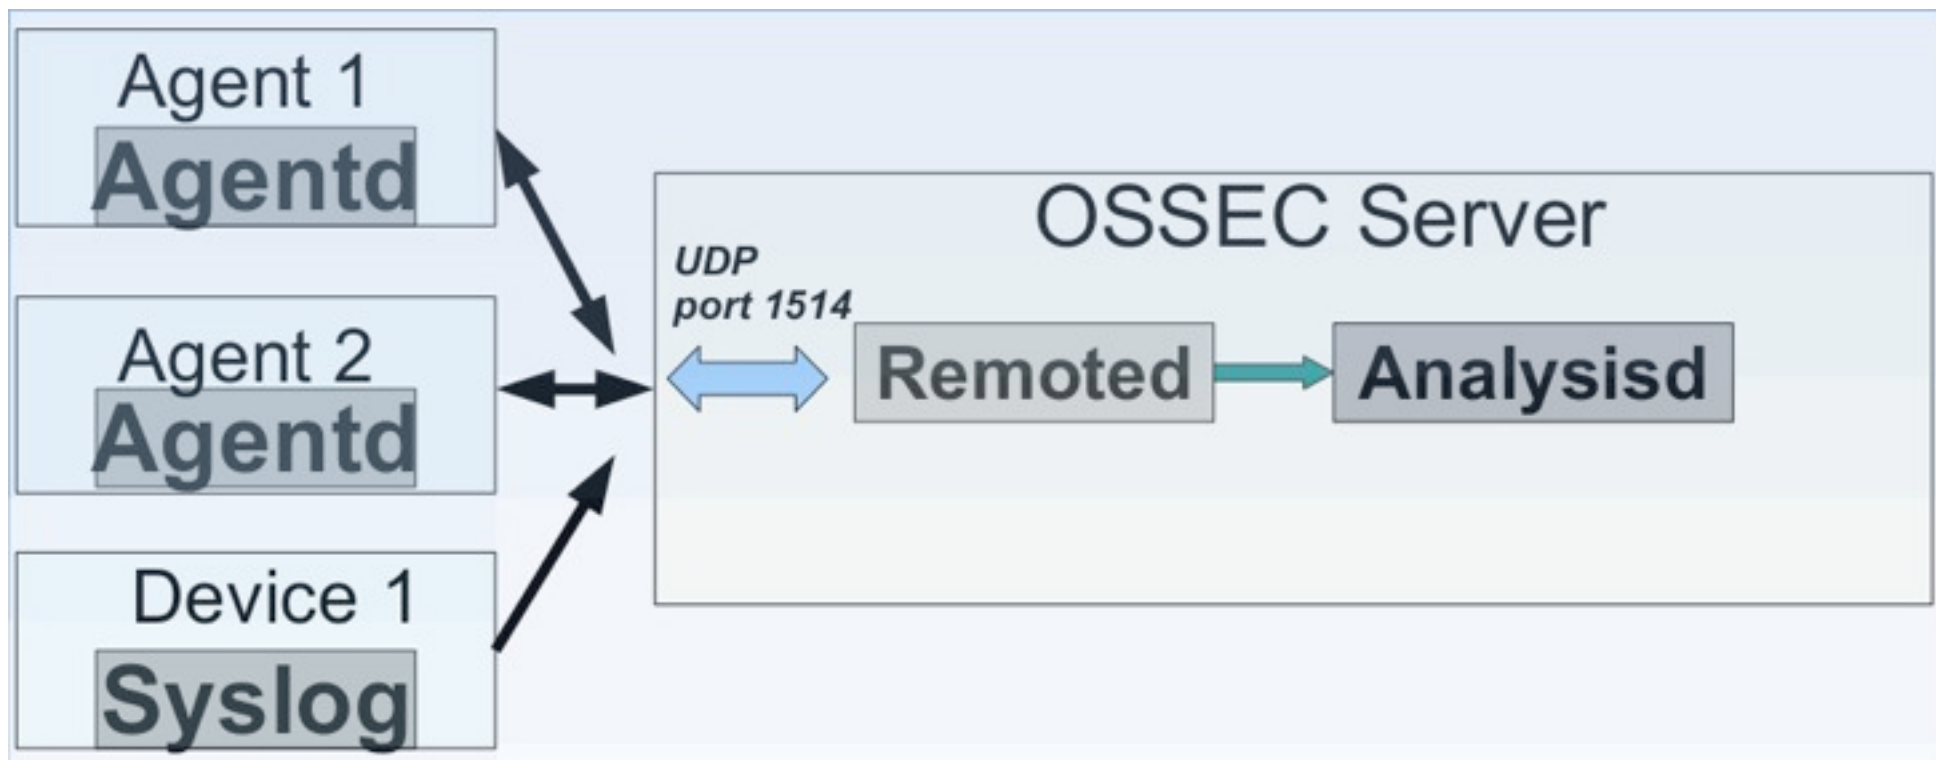 Agent 1
Agentd
Agent 2
Agentd
Device 1
Syslog
OSSEC Server
UDP
port 1514
Remoted
Analysisd